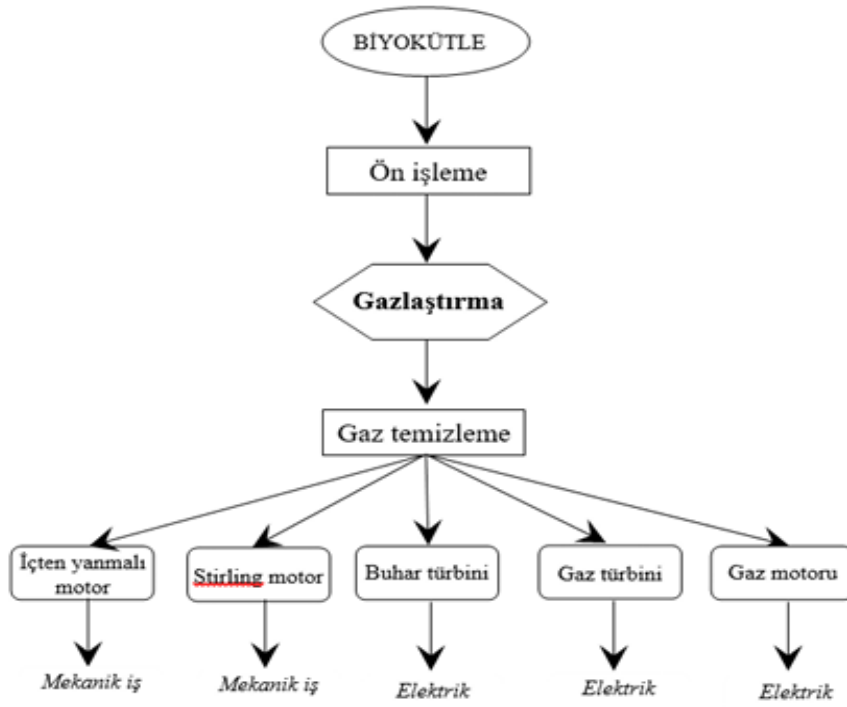 BİYOKÜTLE
Ön işleme
Gazlaştırma
Gaz temizleme
İçten yanmalı
motor
Stirling motor
Buhar türbini
Gaz türbini
Gaz motoru
Mekanik iş
Mekanik iş
Elektrik
Elektrik
Elektrik